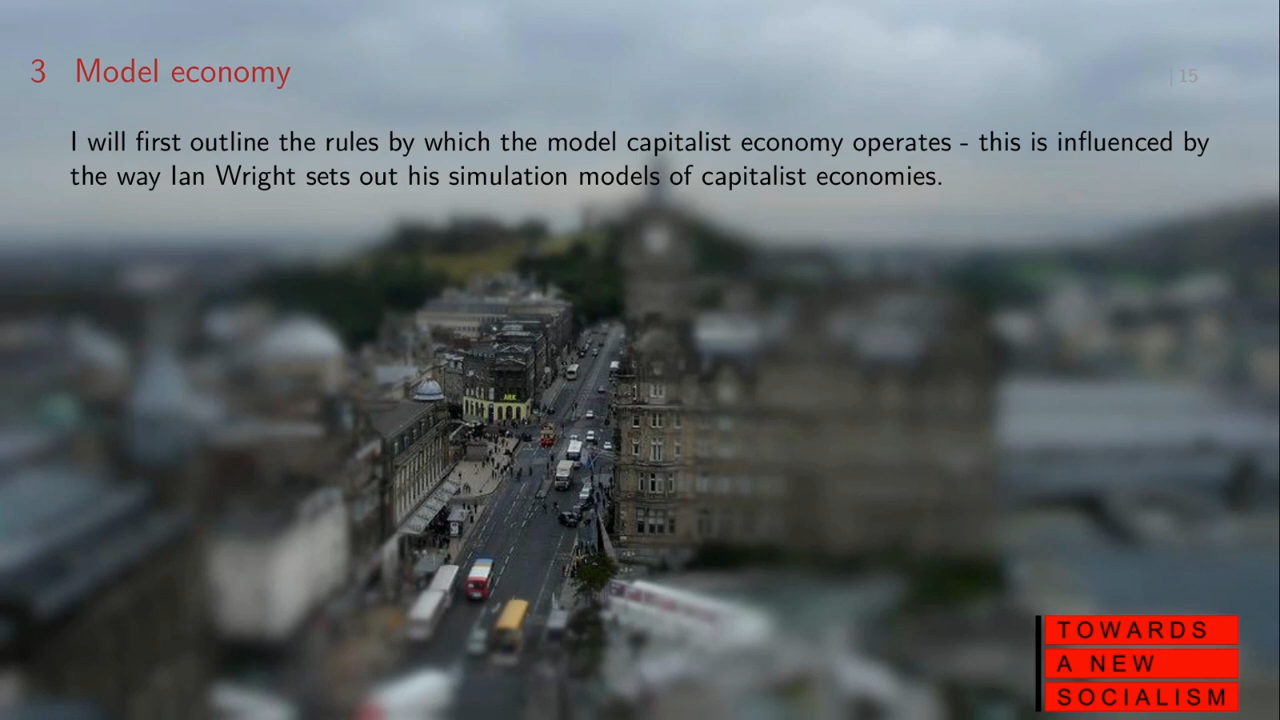 3 Model economy
| 15
I will first outline the rules by which the model capitalist economy operates - this is influenced by
the way Ian Wright sets out his simulation models of capitalist economies.
ARK
TOWARDS
A NEW
SOCIALISM